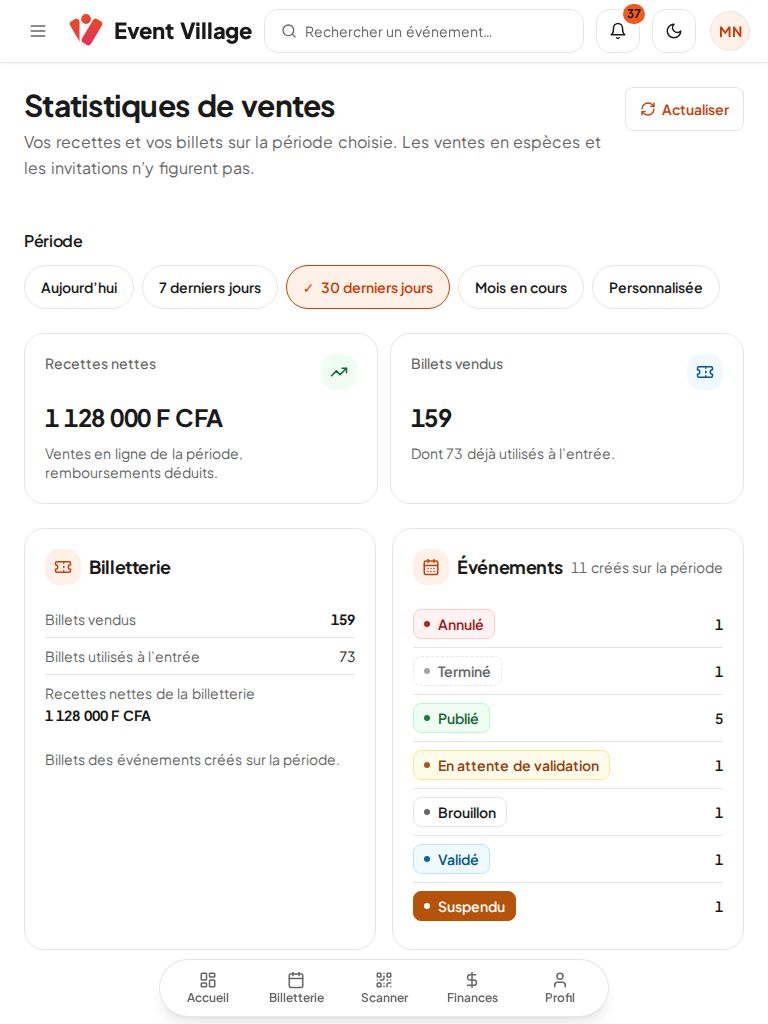 Event Village
Rechercher un événement...
37
MN
Statistiques de ventes
Actualiser
Vos recettes et vos billets sur la période choisie. Les ventes en espèces et
les invitations n'y figurent pas.
Période
Aujourd'hui
7 derniers jours
✓ 30 derniers jours
Mois en cours
Personnalisée
Recettes nettes
1 128 000 F CFA
Ventes en ligne de la période,
remboursements déduits.
Billets vendus
159
Dont 73 déjà utilisés à l'entrée.
Billetterie
Billets vendus 159
Billets utilisés à l'entrée 73
Recettes nettes de la billetterie
1 128 000 F CFA
Billets des événements créés sur la période.
Événements 11 créés sur la période
Annulé 1
Terminé 1
Publié 5
En attente de validation 1
Brouillon 1
Validé 1
Suspendu 1
Accueil
Billetterie
Scanner
Finances
Profil